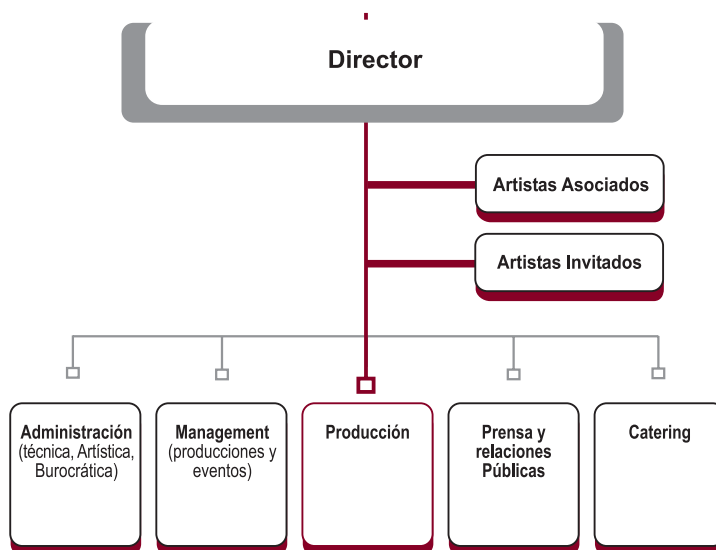 Director
Artistas Asociados
Artistas Invitados
Administración
(técnica, Artística,
Burocrática)
Management
(producciones y
eventos)
Producción
Prensa y
relaciones
Públicas
Catering